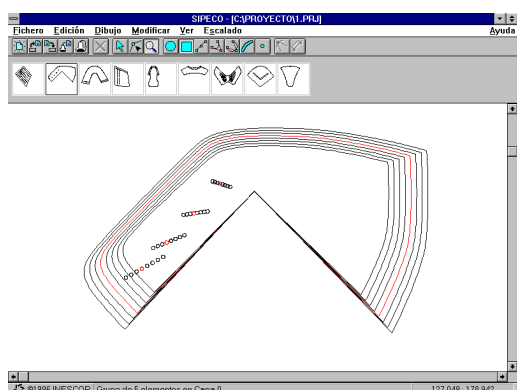 SIPECO - [C:\PROYECTO\1.PRJ]
Fichero Edición Dibujo Modificar Ver Escalado Ayuda
©1996 INESCOP Grupo de 5 elementos en Capa 0 127.049 : 178.942